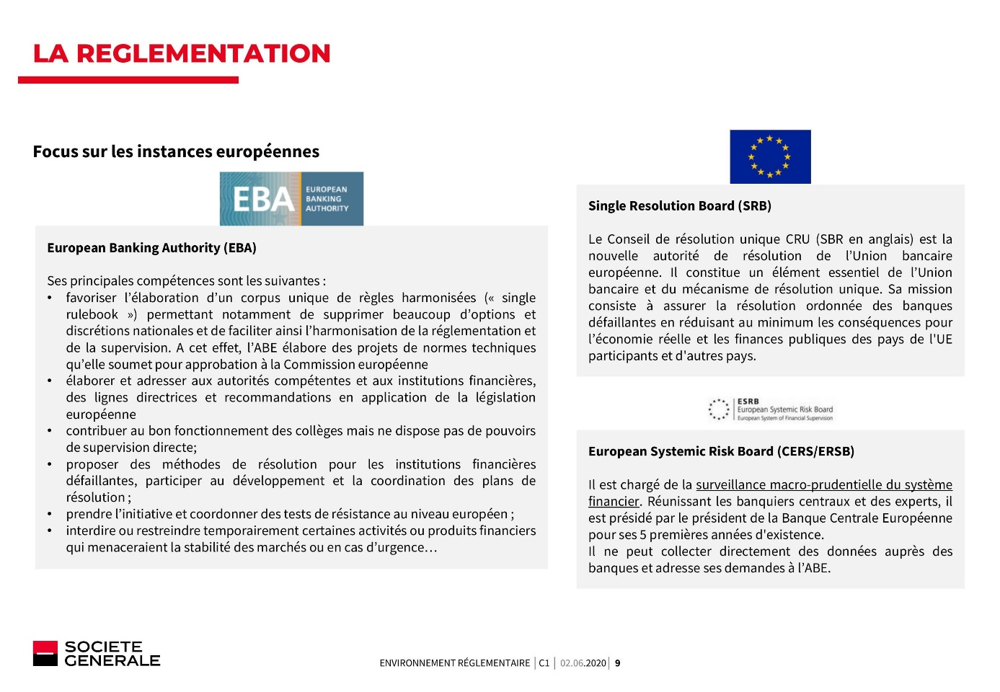 LA REGLEMENTATION
Focus sur les instances européennes
EBA
EUROPEAN
BANKING
AUTHORITY
European Banking Authority (EBA)
Ses principales compétences sont les suivantes :
• favoriser l’élaboration d’un corpus unique de règles harmonisées (« single
rulebook ») permettant notamment de supprimer beaucoup d’options et
discrétions nationales et de faciliter ainsi l’harmonisation de la réglementation et
de la supervision. A cet effet, l’ABE élabore des projets de normes techniques
qu’elle soumet pour approbation à la Commission européenne
• élaborer et adresser aux autorités compétentes et aux institutions financières,
des lignes directrices et recommandations en application de la législation
européenne
• contribuer au bon fonctionnement des collèges mais ne dispose pas de pouvoirs
de supervision directe;
• proposer des méthodes de résolution pour les institutions financières
défaillantes, participer au développement et la coordination des plans de
résolution ;
• prendre l’initiative et coordonner des tests de résistance au niveau européen ;
• interdire ou restreindre temporairement certaines activités ou produits financiers
qui menaceraient la stabilité des marchés ou en cas d’urgence…
Single Resolution Board (SRB)
Le Conseil de résolution unique CRU (SBR en anglais) est la
nouvelle autorité de résolution de l’Union bancaire
européenne. Il constitue un élément essentiel de l’Union
bancaire et du mécanisme de résolution unique. Sa mission
consiste à assurer la résolution ordonnée des banques
défaillantes en réduisant au minimum les conséquences pour
l’économie réelle et les finances publiques des pays de l'UE
participants et d'autres pays.
ESRB
European Systemic Risk Board
European System of Financial Supervision
European Systemic Risk Board (CERS/ERSB)
Il est chargé de la surveillance macro-prudentielle du système
financier. Réunissant les banquiers centraux et des experts, il
est présidé par le président de la Banque Centrale Européenne
pour ses 5 premières années d'existence.
Il ne peut collecter directement des données auprès des
banques et adresse ses demandes à l’ABE.
SOCIETE
GENERALE
ENVIRONNEMENT RÉGLEMENTAIRE | C1 | 02.06.2020 | 9